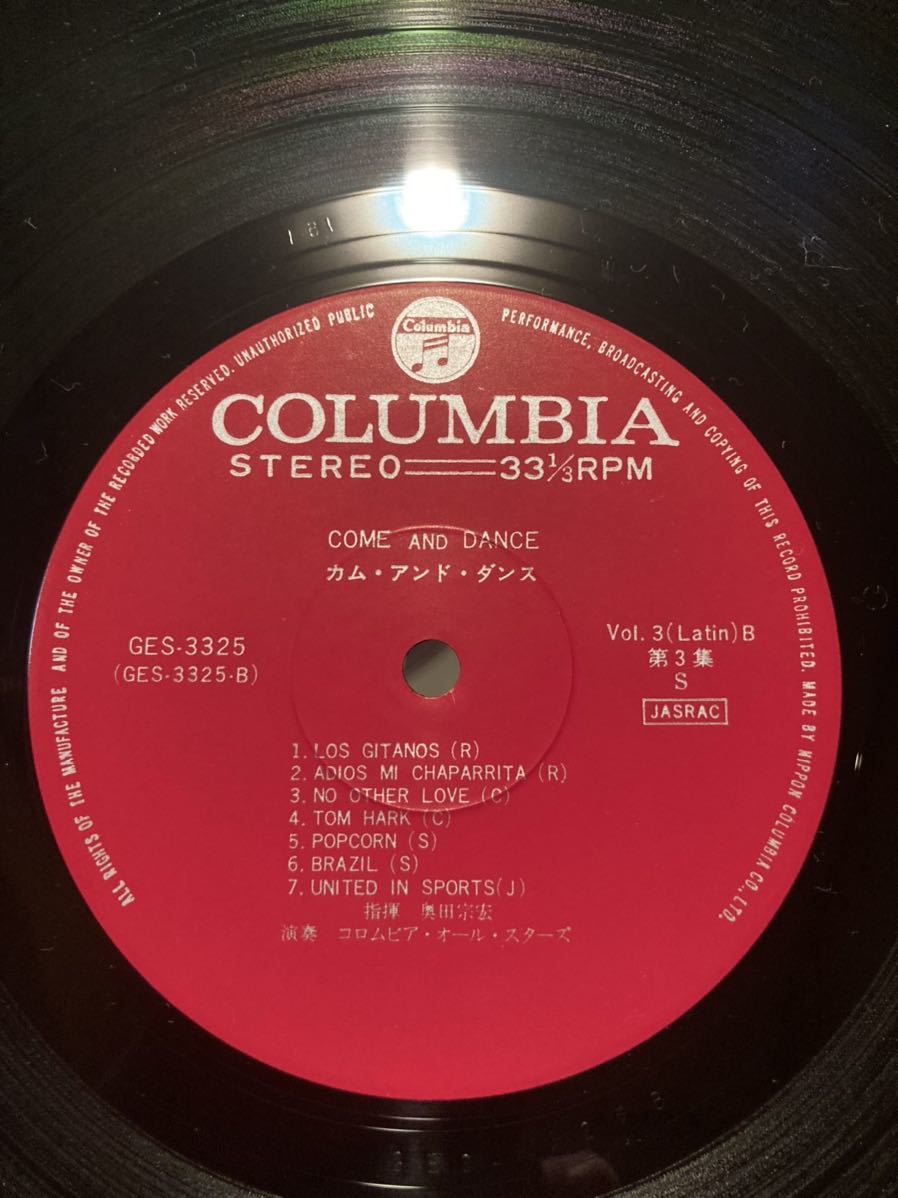 ALL RIGHTS OF THE MANUFACTURE AND OF THE OWNER OF THE RECORDED WORK RESERVED. UNAUTHORIZED PUBLIC PERFORMANCE, BROADCASTING AND COPYING OF THIS RECORD PROHIBITED. MADE BY NIPPON COLUMBIA CO., LTD.
Columbia
COLUMBIA
STEREO 33 1/3 RPM
COME AND DANCE
カム・アンド・ダンス
GES-3325
(GES-3325-B)
Vol. 3 (Latin) B
第3集
S
JASRAC
1. LOS GITANOS (R)
2. ADIOS MI CHAPARRITA (R)
3. NO OTHER LOVE (C)
4. TOM HARK (C)
5. POPCORN (S)
6. BRAZIL (S)
7. UNITED IN SPORTS (J)
指揮 奥田宗宏
演奏 コロムビア・オール・スターズ